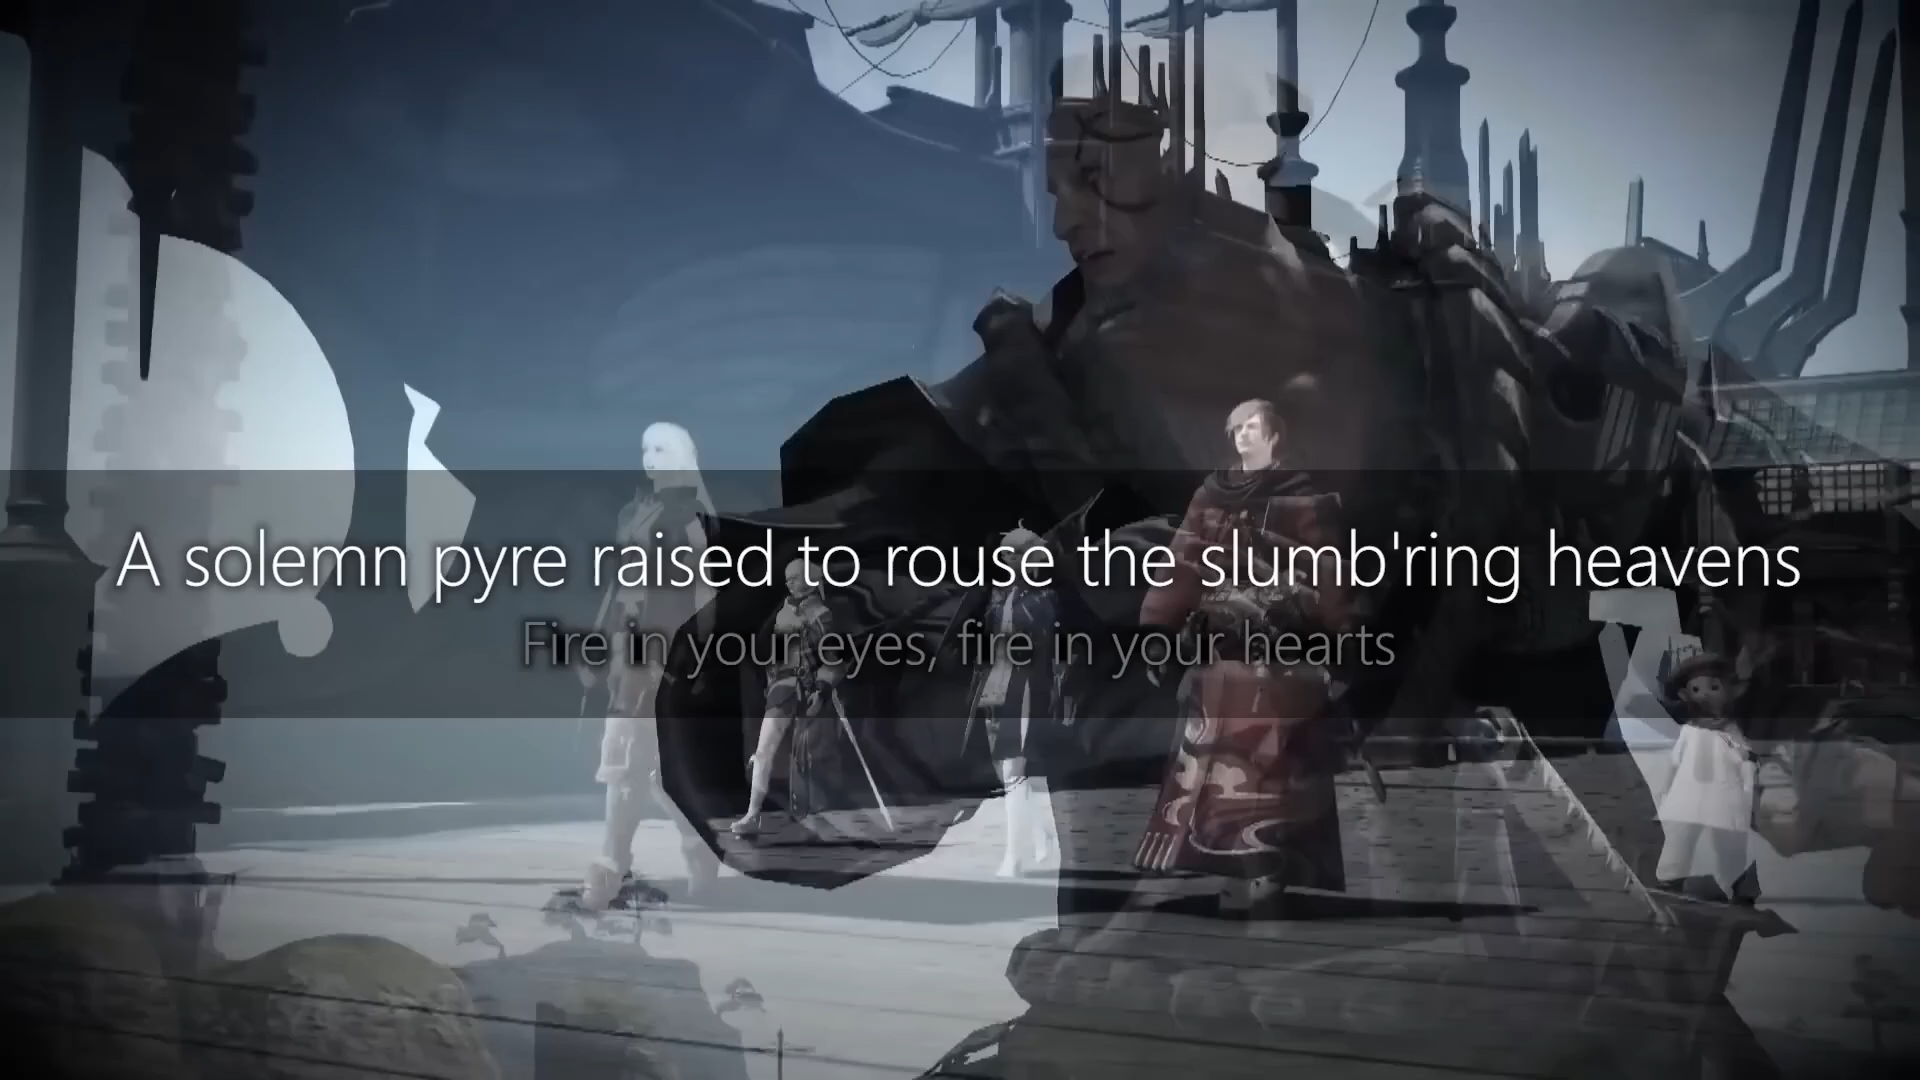 A solemn pyre raised to rouse the slumb'ring heavens
Fire in your eyes, fire in your hearts